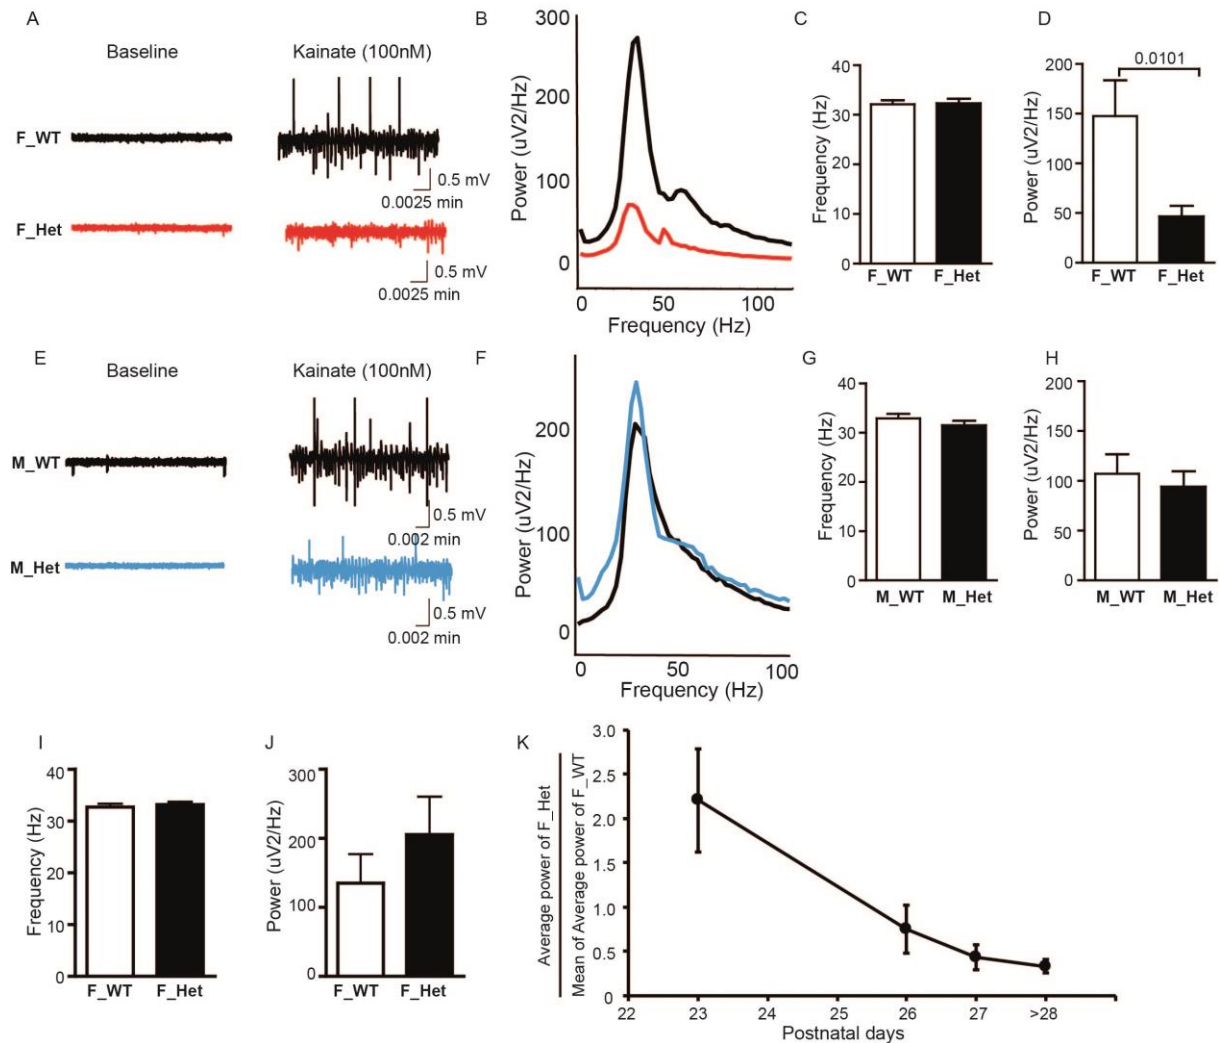 A
Baseline
Kainate (100nM)
F_WT
0.5 mV
0.0025 min
F_Het
0.5 mV
0.0025 min
B
300
200
100
0
Power (uV2/Hz)
0 50 100
Frequency (Hz)
C
40
30
20
10
0
Frequency (Hz)
F_WT F_Het
D
0.0101
200
150
100
50
0
Power (uV2/Hz)
F_WT F_Het
E
Baseline
Kainate (100nM)
M_WT
0.5 mV
0.002 min
M_Het
0.5 mV
0.002 min
F
200
100
0
Power (uV2/Hz)
0 50 100
Frequency (Hz)
G
40
30
20
10
0
Frequency (Hz)
M_WT M_Het
H
200
150
100
50
0
Power (uV2/Hz)
M_WT M_Het
I
40
30
20
10
0
Frequency (Hz)
F_WT F_Het
J
300
200
100
0
Power (uV2/Hz)
F_WT F_Het
K
Average power of F_Het
Mean of Average power of F_WT
3.0
2.5
2.0
1.5
1.0
0.5
0
22 23 24 25 26 27 >28
Postnatal days